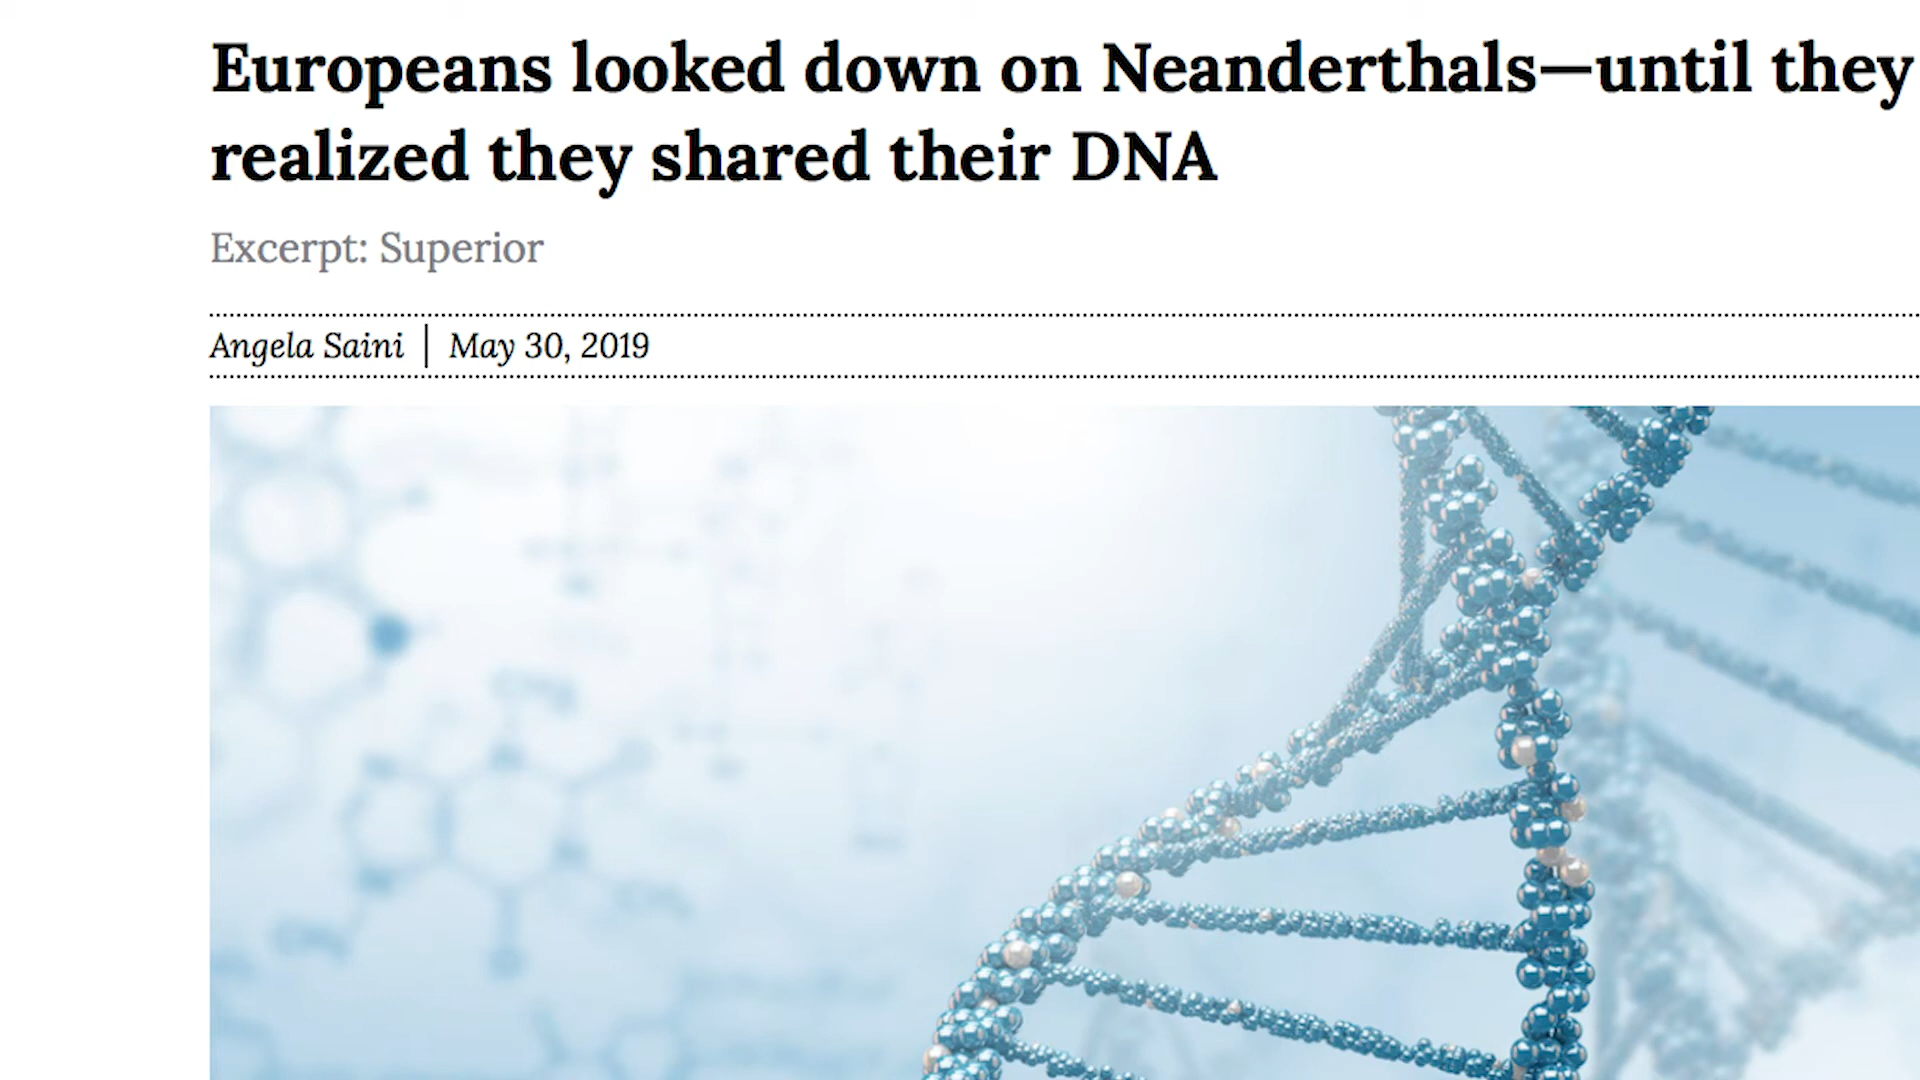 Europeans looked down on Neanderthals—until they
realized they shared their DNA
Excerpt: Superior
Angela Saini | May 30, 2019